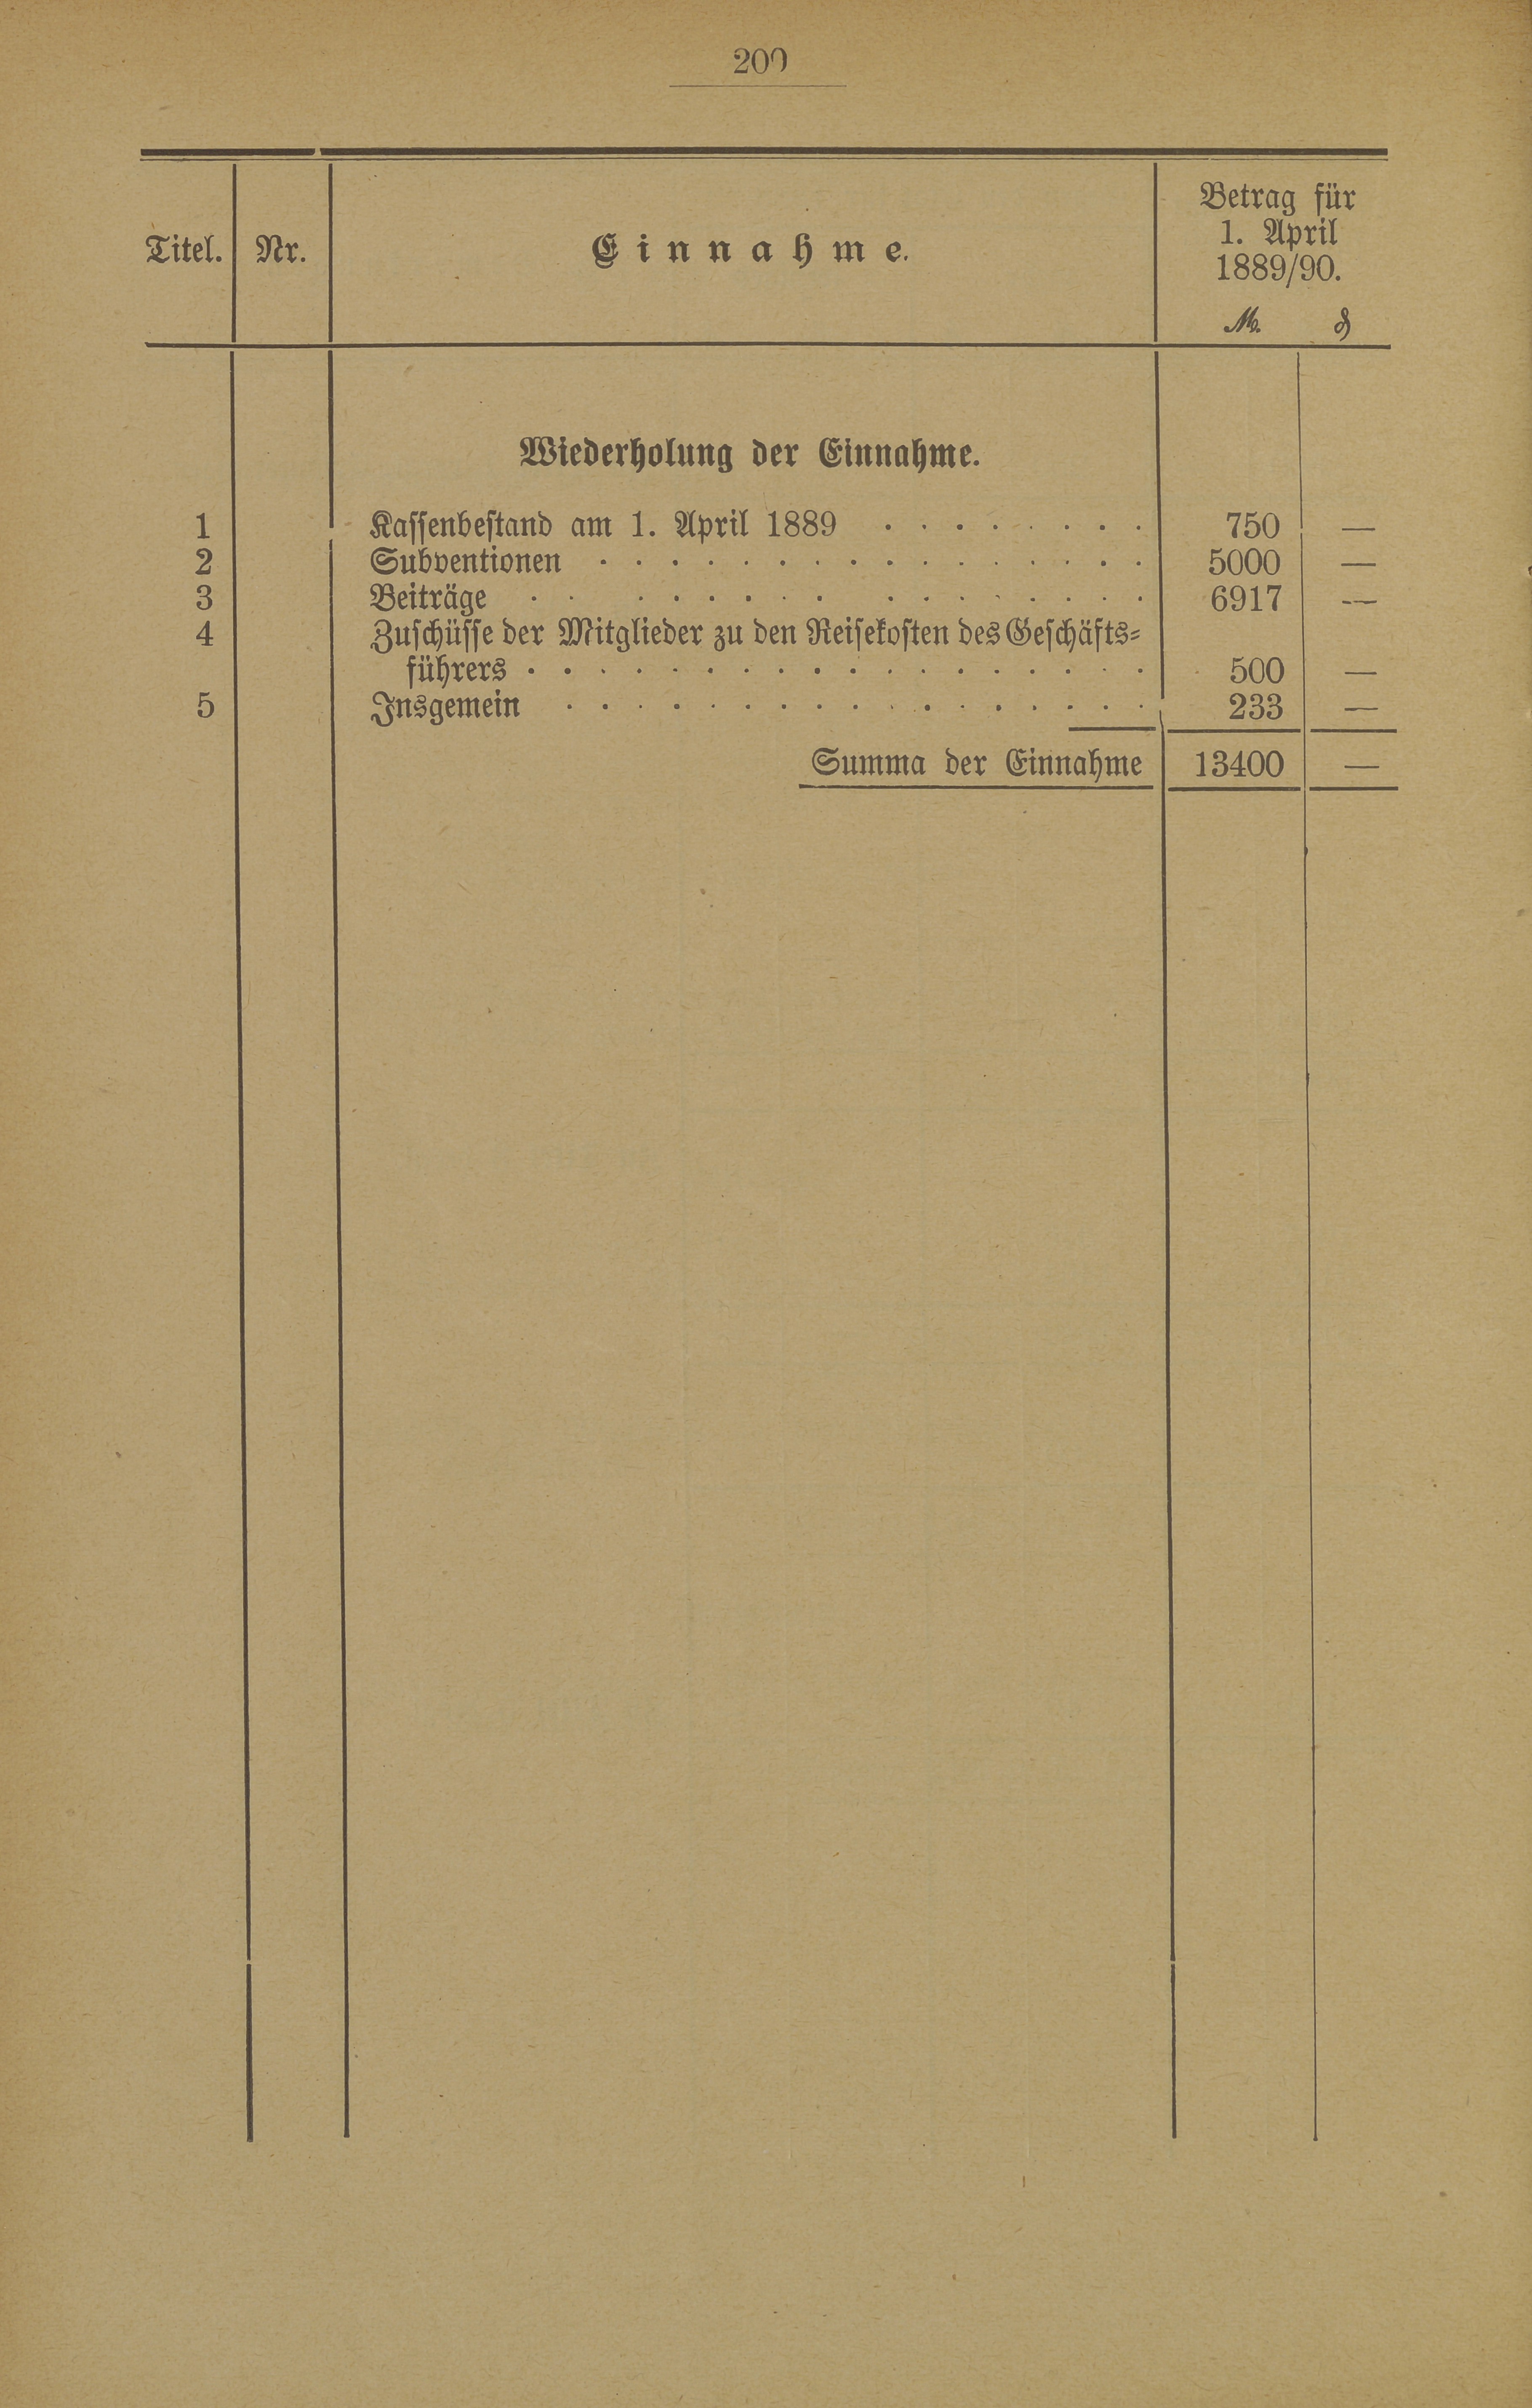 200
Titel. Nr. Einnahme. Betrag für
1. April
1889/90.
ℳ ₰
Wiederholung der Einnahme.
1 Kassenbestand am 1. April 1889 . . . . . . . . 750 —
2 Subventionen . . . . . . . . . . . . . . . . 5000 —
3 Beiträge . . . . . . . . . . . . . . . . 6917 —
4 Zuschüsse der Mitglieder zu den Reisekosten des Geschäfts-
führers . . . . . . . . . . . . . . . . . . 500 —
5 Insgemein . . . . . . . . . . . . . . . . . 233 —
Summa der Einnahme 13400 —